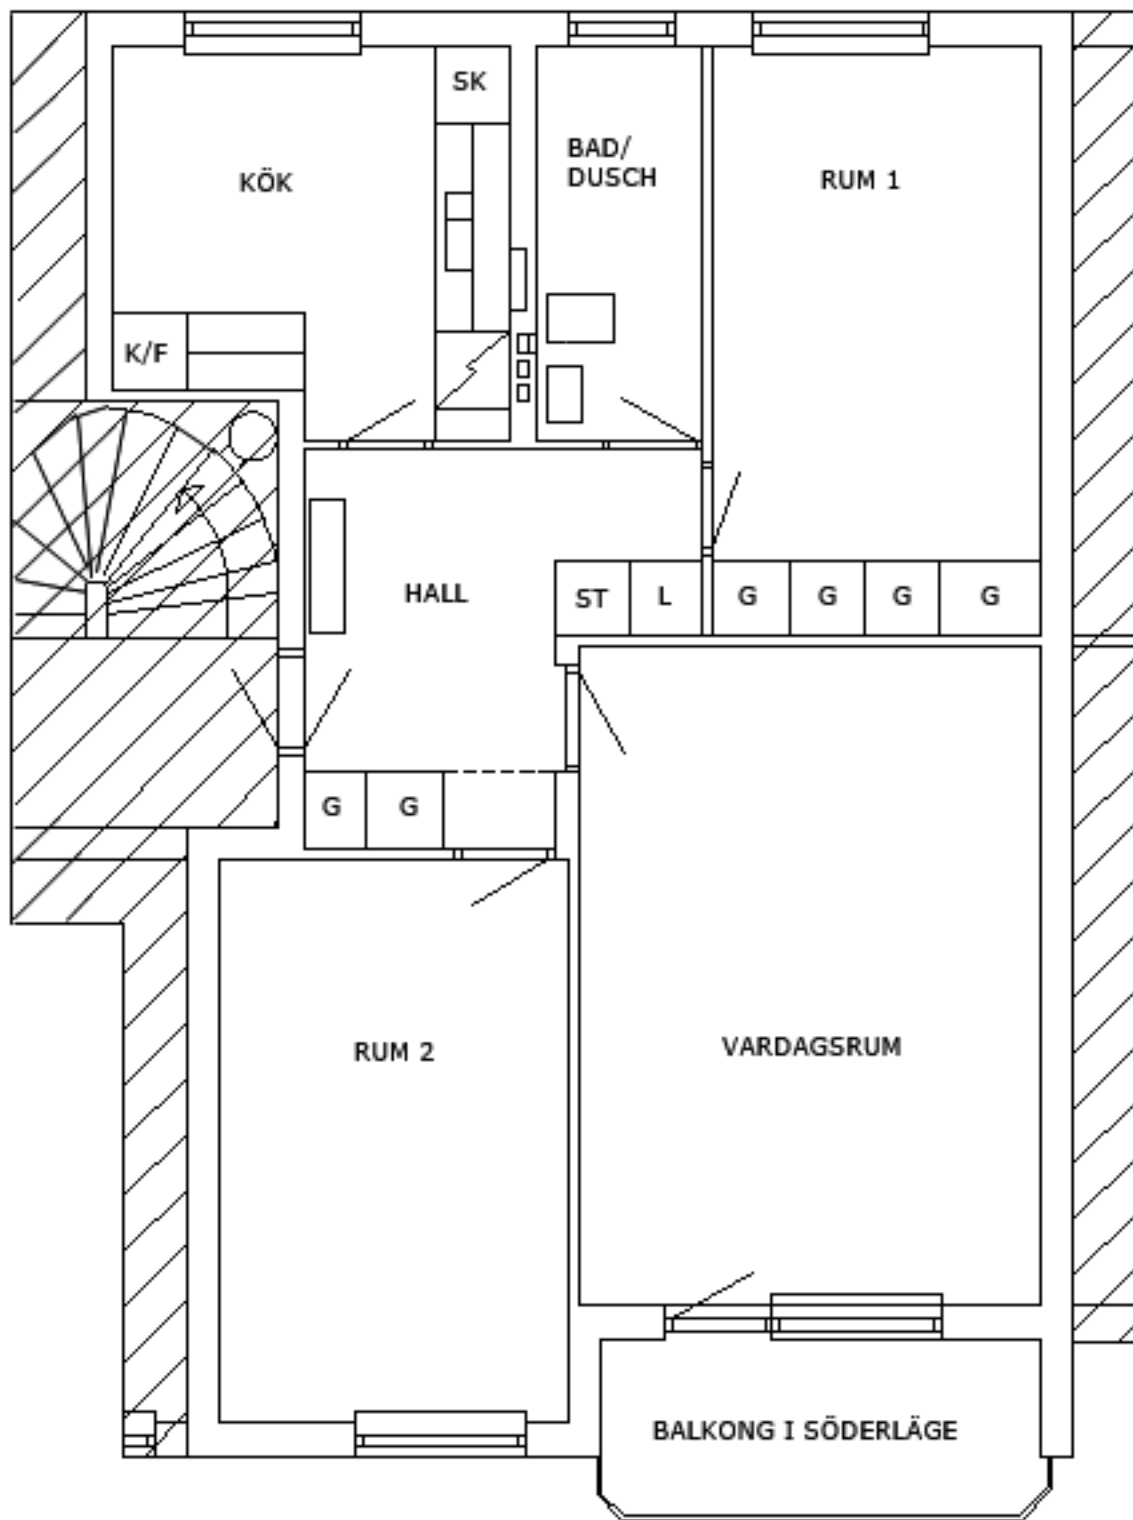 SK
KÖK
BAD/
DUSCH
RUM 1
K/F
HALL
ST
L
G
G
G
G
G
G
RUM 2
VARDAGSRUM
BALKONG I SÖDERLÄGE